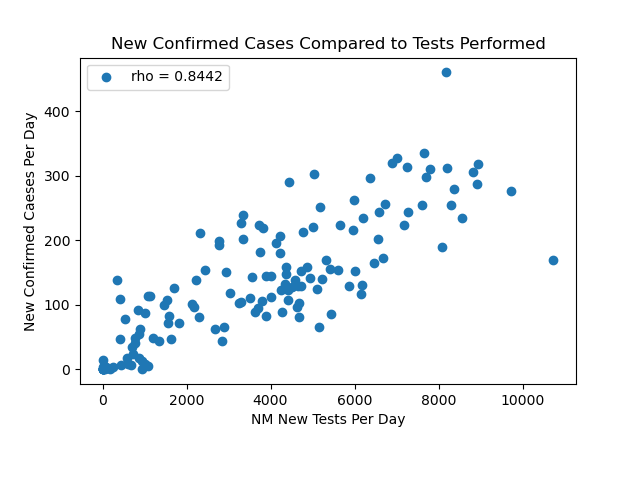 New Confirmed Cases Compared to Tests Performed
rho = 0.8442
New Confirmed Caeses Per Day
400
300
200
100
0
0 2000 4000 6000 8000 10000
NM New Tests Per Day